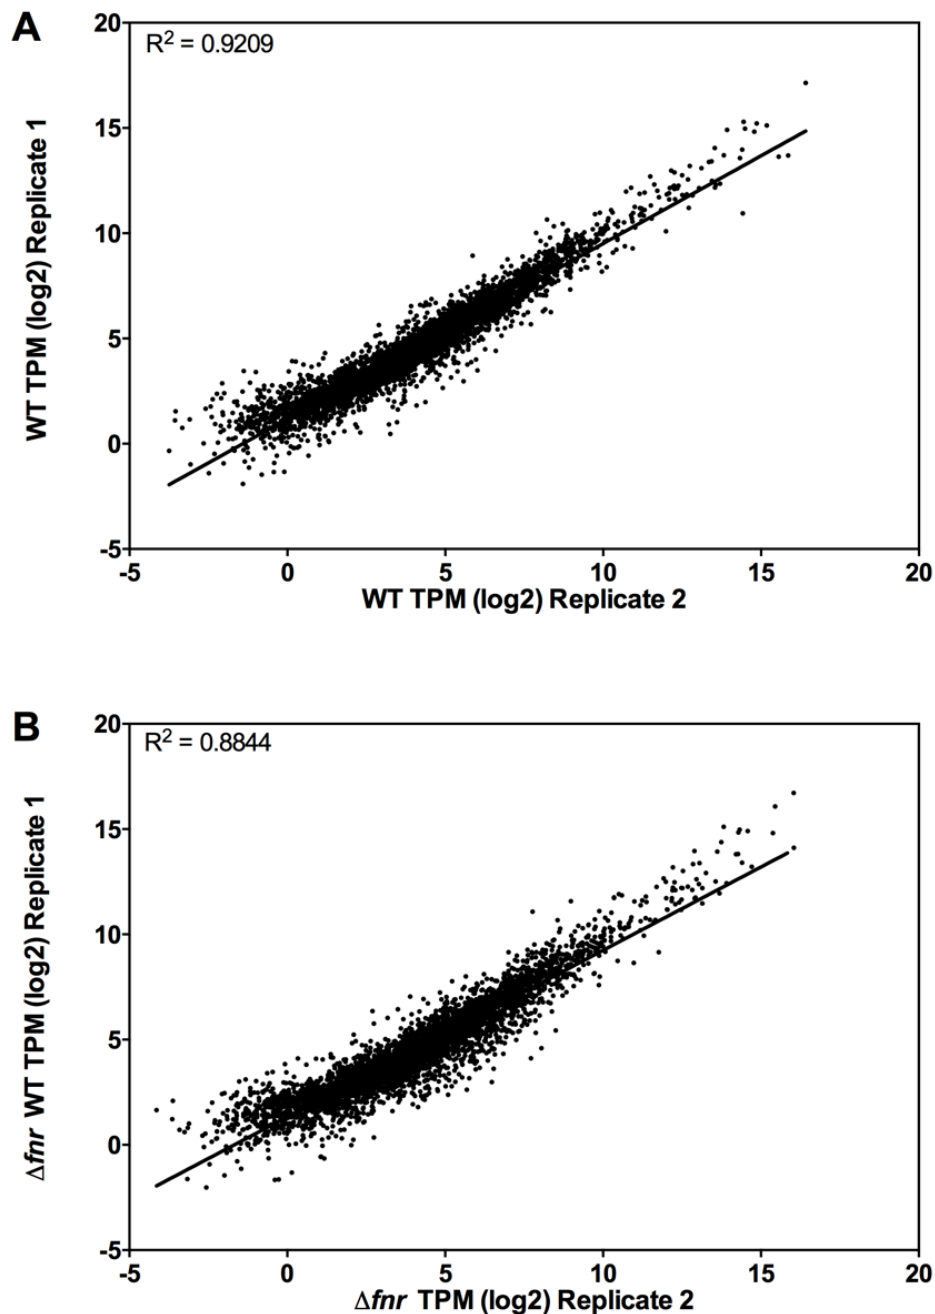 A
R² = 0.9209
WT TPM (log2) Replicate 1
20
15
10
5
0
-5
-5 0 5 10 15 20
WT TPM (log2) Replicate 2
B
R² = 0.8844
Δfnr WT TPM (log2) Replicate 1
20
15
10
5
0
-5
-5 0 5 10 15 20
Δfnr TPM (log2) Replicate 2